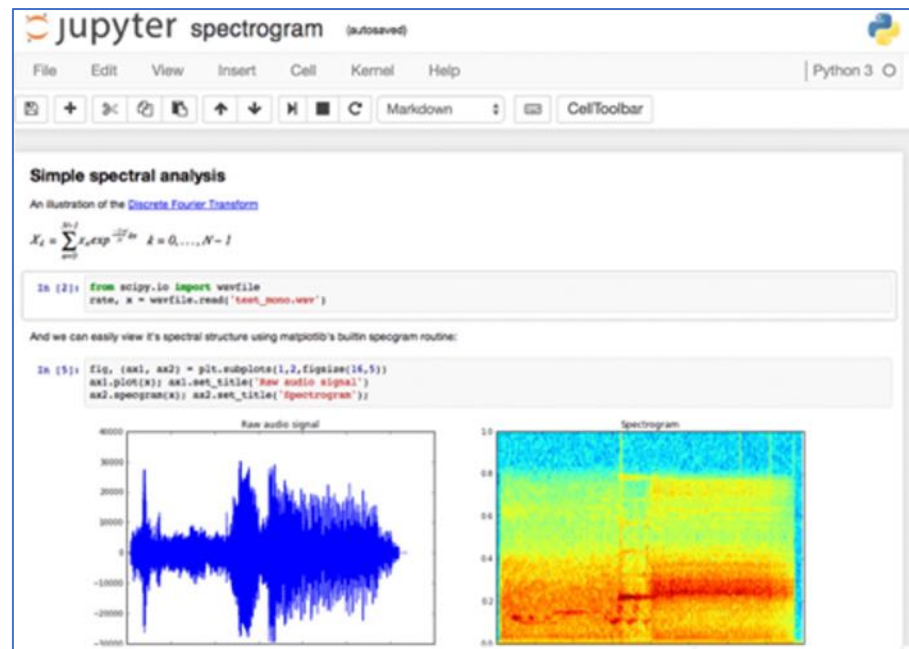 jupyter spectrogram (autosaved)
File Edit View Insert Cell Kernel Help Python 3
Markdown CellToolbar
Simple spectral analysis
An illustration of the Discrete Fourier Transform
k = 0, . . . , N - 1
In [2]: from scipy.io import wavfile
rate, x = wavfile.read('test_mono.wav')
And we can easily view it's spectral structure using matplotlib's builtin specgram routine:
In [5]: fig, (ax1, ax2) = plt.subplots(1,2,figsize(16,5))
ax1.plot(x); ax1.set_title('Raw audio signal')
ax2.specgram(x); ax2.set_title('Spectrogram');
Raw audio signal
40000
30000
20000
10000
0
-10000
-20000
-30000
Spectrogram
1.0
0.8
0.6
0.4
0.2
0.0